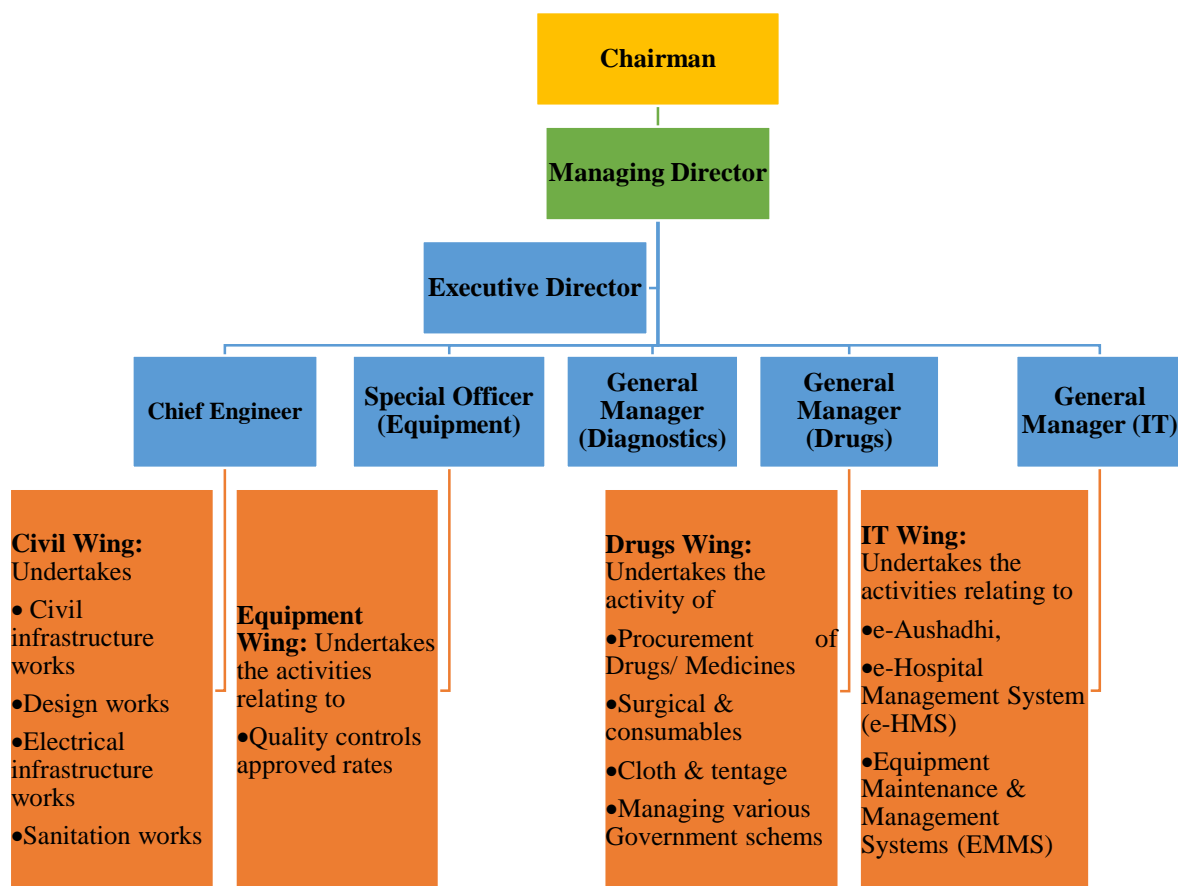 Chairman
Managing Director
Executive Director
Chief Engineer
Special Officer
(Equipment)
General
Manager
(Diagnostics)
General
Manager
(Drugs)
General
Manager (IT)
Civil Wing:
Undertakes
• Civil
infrastructure
works
•Design works
•Electrical
infrastructure
works
•Sanitation works
Equipment
Wing: Undertakes
the activities
relating to
•Quality controls
approved rates
Drugs Wing:
Undertakes the
activity of
•Procurement of
Drugs/ Medicines
•Surgical &
consumables
•Cloth & tentage
•Managing various
Government schems
IT Wing:
Undertakes the
activities relating to
•e-Aushadhi,
•e-Hospital
Management System
(e-HMS)
•Equipment
Maintenance &
Management
Systems (EMMS)